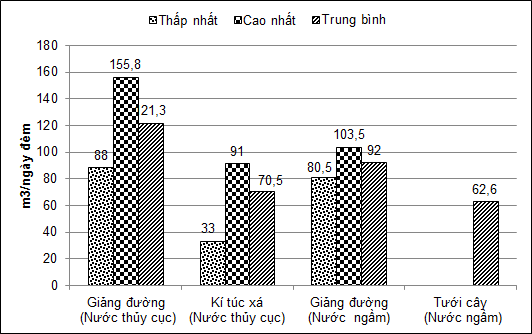 Thấp nhất Cao nhất Trung bình
m3/ngày đêm
180
160
140
120
100
80
60
40
20
0
155,8
88
21,3
91
33
70,5
103,5
80,5
92
62,6
Giảng đường
(Nước thủy cục)
Kí túc xá
(Nước thủy cục)
Giảng đường
(Nước ngầm)
Tưới cây
(Nước ngầm)